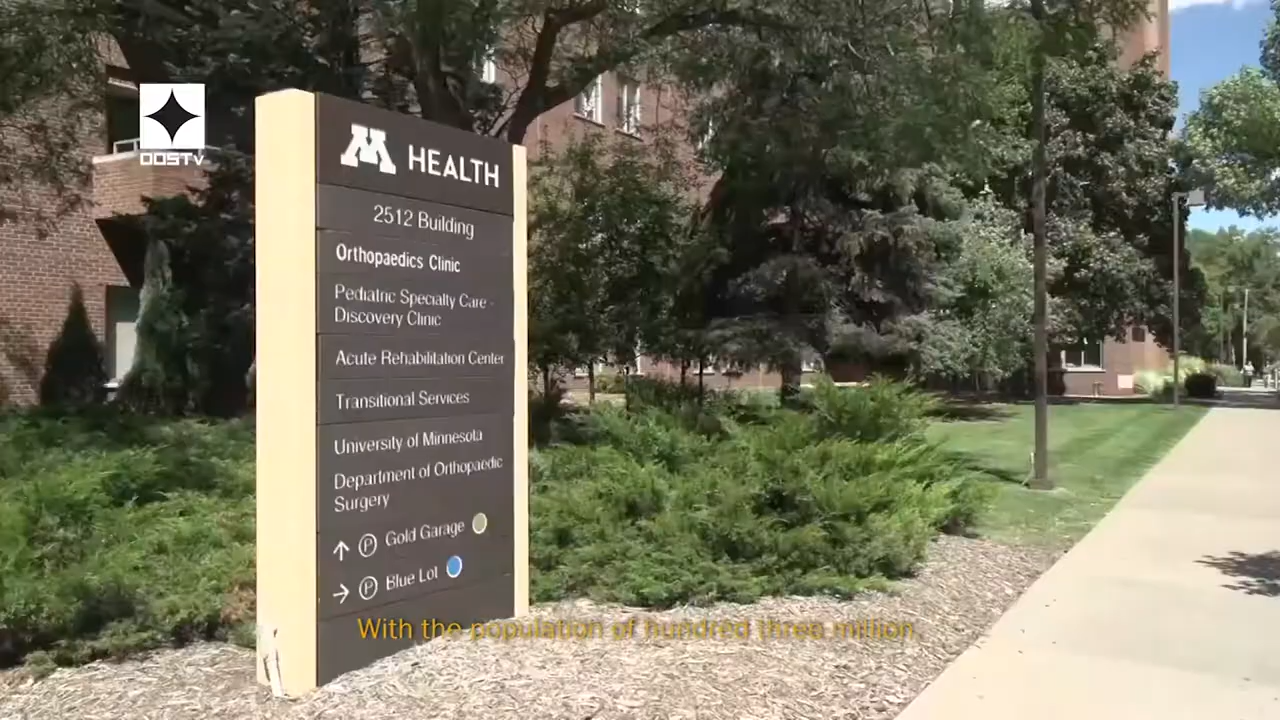 OOSTV
M HEALTH
2512 Building
Orthopaedics Clinic
Pediatric Specialty Care -
Discovery Clinic
Acute Rehabilitation Center
Transitional Services
University of Minnesota
Department of Orthopaedic
Surgery
↑ P Gold Garage
→ P Blue Lot
With the population of hundred three million,